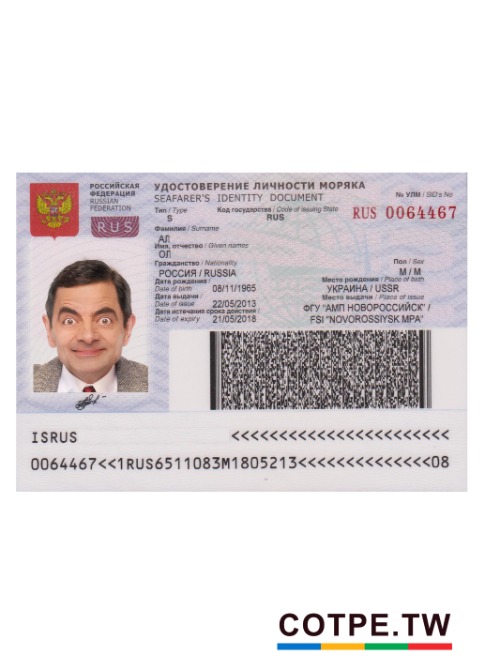 РОССИЙСКАЯ
ФЕДЕРАЦИЯ
RUSSIAN
FEDERATION
RUS
УДОСТОВЕРЕНИЕ ЛИЧНОСТИ МОРЯКА
SEAFARER'S IDENTITY DOCUMENT
№ УЛМ / SID's No
Тип / Type
Код государства / Code of issuing State
S
RUS
RUS 0064467
Фамилия / Surname
АЛ
Имя, отчество / Given names
ОЛ
Гражданство / Nationality
Пол / Sex
РОССИЯ / RUSSIA
М / M
Дата рождения /
Date of birth
08/11/1965
Место рождения / Place of issue
УКРАИНА / USSR
Дата выдачи /
Date of issue
22/05/2013
Место выдачи / Place of issue
ФГУ "АМП НОВОРОССИЙСК" /
Дата истечения срока действия /
Date of expiry
21/05/2018
FSI "NOVOROSSIYSK MPA"
ISRUS <<<<<<<<<<<<<<<<<<<<<<<<
0064467<<1RUS6511083M1805213<<<<<<<<<<<<<<<08
COTPE.TW